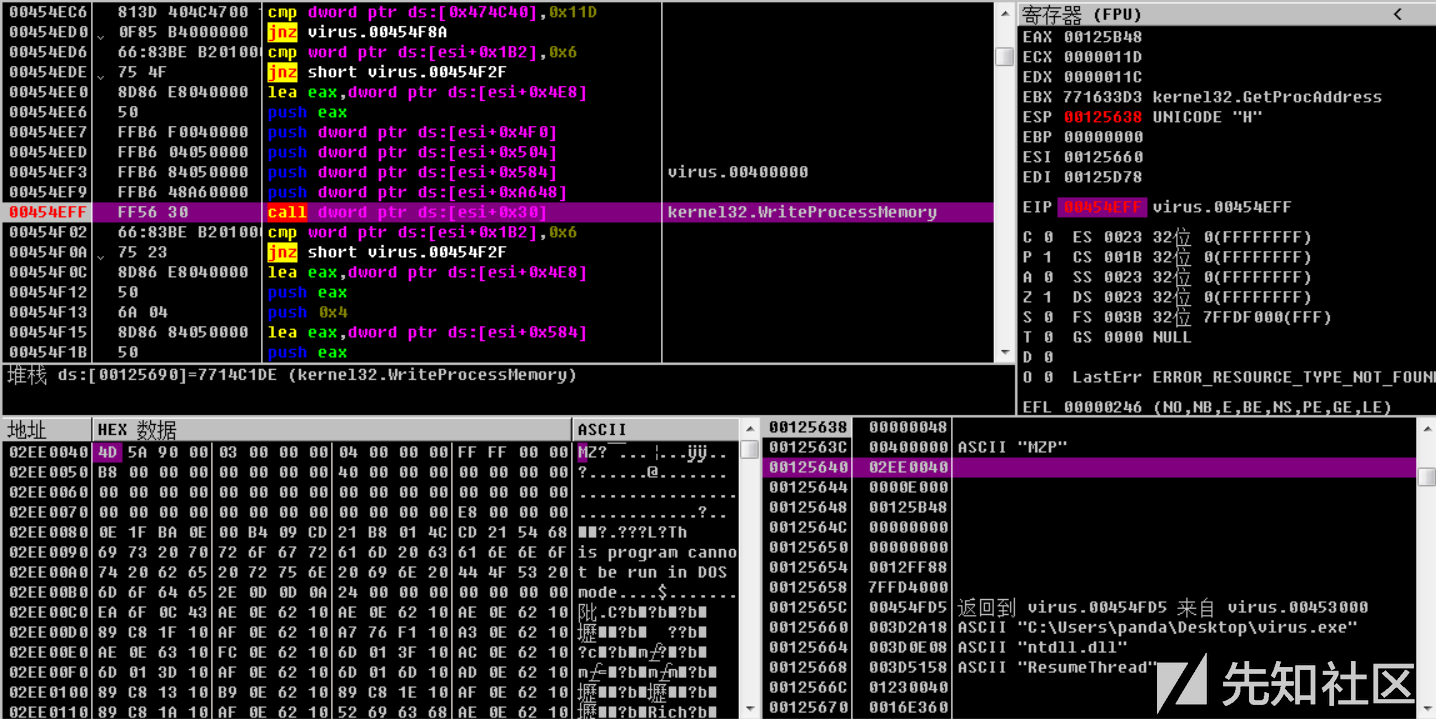 00454EC6 813D 404C4700 cmp dword ptr ds:[0x474C40],0x11D
00454ED0 0F85 B4000000 jnz virus.00454F8A
00454ED6 66:83BE B20100 cmp word ptr ds:[esi+0x1B2],0x6
00454EDE 75 4F jnz short virus.00454F2F
00454EE0 8D86 E8040000 lea eax,dword ptr ds:[esi+0x4E8]
00454EE6 50 push eax
00454EE7 FFB6 F0040000 push dword ptr ds:[esi+0x4F0]
00454EED FFB6 04050000 push dword ptr ds:[esi+0x504]
00454EF3 FFB6 84050000 push dword ptr ds:[esi+0x584] virus.00400000
00454EF9 FFB6 48A60000 push dword ptr ds:[esi+0xA648]
00454EFF FF56 30 call dword ptr ds:[esi+0x30] kernel32.WriteProcessMemory
00454F02 66:83BE B20100 cmp word ptr ds:[esi+0x1B2],0x6
00454F0A 75 23 jnz short virus.00454F2F
00454F0C 8D86 E8040000 lea eax,dword ptr ds:[esi+0x4E8]
00454F12 50 push eax
00454F13 6A 04 push 0x4
00454F15 8D86 84050000 lea eax,dword ptr ds:[esi+0x584]
00454F1B 50 push eax
堆栈 ds:[00125690]=7714C1DE (kernel32.WriteProcessMemory)
寄存器 (FPU) <
EAX 00125B48
ECX 0000011D
EDX 0000011C
EBX 771633D3 kernel32.GetProcAddress
ESP 00125638 UNICODE "H"
EBP 00000000
ESI 00125660
EDI 00125D78
EIP 00454EFF virus.00454EFF
C 0 ES 0023 32位 0(FFFFFFFF)
P 1 CS 001B 32位 0(FFFFFFFF)
A 0 SS 0023 32位 0(FFFFFFFF)
Z 1 DS 0023 32位 0(FFFFFFFF)
S 0 FS 003B 32位 7FFDF000(FFF)
T 0 GS 0000 NULL
D 0
O 0 LastErr ERROR_RESOURCE_TYPE_NOT_FOUN
EFL 00000246 (NO,NB,E,BE,NS,PE,GE,LE)
地址 HEX 数据 ASCII
02EE0040 4D 5A 90 00 03 00 00 00 04 00 00 00 FF FF 00 00 MZ?
02EE0050 B8 00 00 00 00 00 00 00 40 00 00 00 00 00 00 00 ?.......@.......
02EE0060 00 00 00 00 00 00 00 00 00 00 00 00 00 00 00 00 ................
02EE0070 00 00 00 00 00 00 00 00 00 00 00 00 E8 00 00 00 ............?..
02EE0080 0E 1F BA 0E 00 B4 09 CD 21 B8 01 4C CD 21 54 68 ?.???L?Th
02EE0090 69 73 20 70 72 6F 67 72 61 6D 20 63 61 6E 6E 6F is program canno
02EE00A0 74 20 62 65 20 72 75 6E 20 69 6E 20 44 4F 53 20 t be run in DOS
02EE00B0 6D 6F 64 65 2E 0D 0D 0A 24 00 00 00 00 00 00 00 mode....$.......
02EE00C0 EA 6F 0C 43 AE 0E 62 10 AE 0E 62 10 AE 0E 62 10
02EE00D0 89 C8 1F 10 AF 0E 62 10 A7 76 F1 10 A3 0E 62 10
02EE00E0 AE 0E 63 10 FC 0E 62 10 6D 01 3F 10 AC 0E 62 10
02EE00F0 6D 01 3D 10 AF 0E 62 10 6D 01 6D 10 AD 0E 62 10
02EE0100 89 C8 13 10 B9 0E 62 10 89 C8 1E 10 AF 0E 62 10
02EE0110 89 C8 1A 10 AF 0E 62 10 52 69 63 68 AE 0E 62 10
00125638 00000048
0012563C 00400000 ASCII "MZP"
00125640 02EE0040
00125644 0000E000
00125648 00125B48
0012564C 00000000
00125650 00000000
00125654 0012FF88
00125658 7FFD4000
0012565C 00454FD5 返回到 virus.00454FD5 来自 virus.00453000
00125660 003D2A18 ASCII "C:\Users\panda\Desktop\virus.exe"
00125664 003D0E08 ASCII "ntdll.dll"
00125668 003D5158 ASCII "ResumeThread"
0012566C 01230040
00125670 0016E360
先知社区